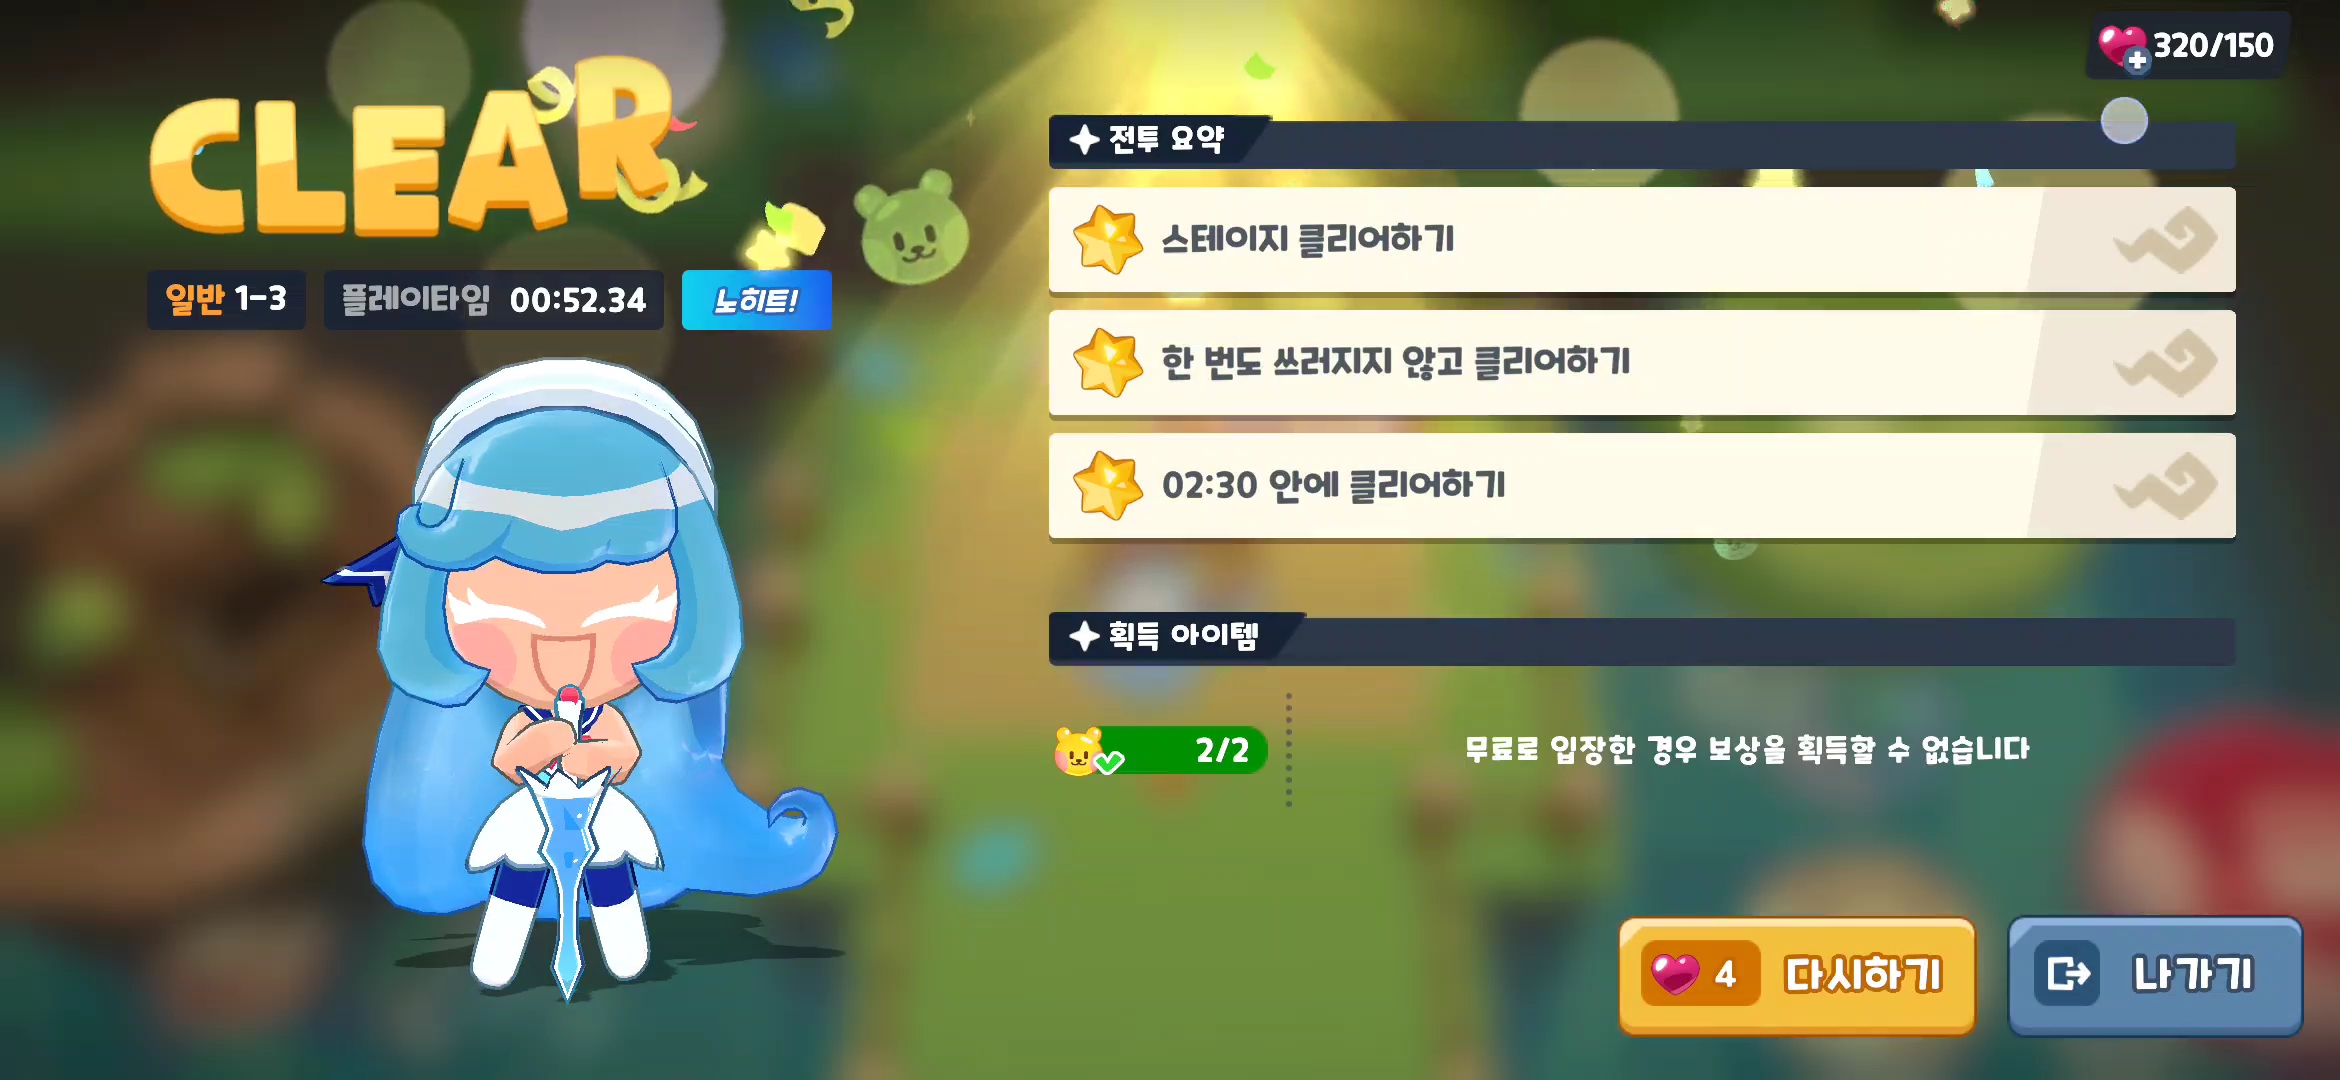 CLEAR
일반 1-3
플레이타임 00:52.34
노히트!
320/150
전투 요약
스테이지 클리어하기
한 번도 쓰러지지 않고 클리어하기
02:30 안에 클리어하기
획득 아이템
2/2
무료로 입장한 경우 보상을 획득할 수 없습니다
4 다시하기
나가기